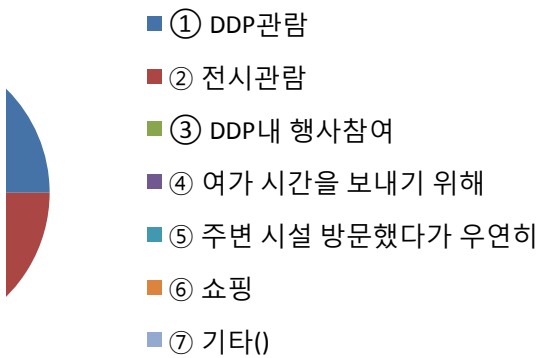 ① DDP관람
② 전시관람
③ DDP내 행사참여
④ 여가 시간을 보내기 위해
⑤ 주변 시설 방문했다가 우연히
⑥ 쇼핑
⑦ 기타()